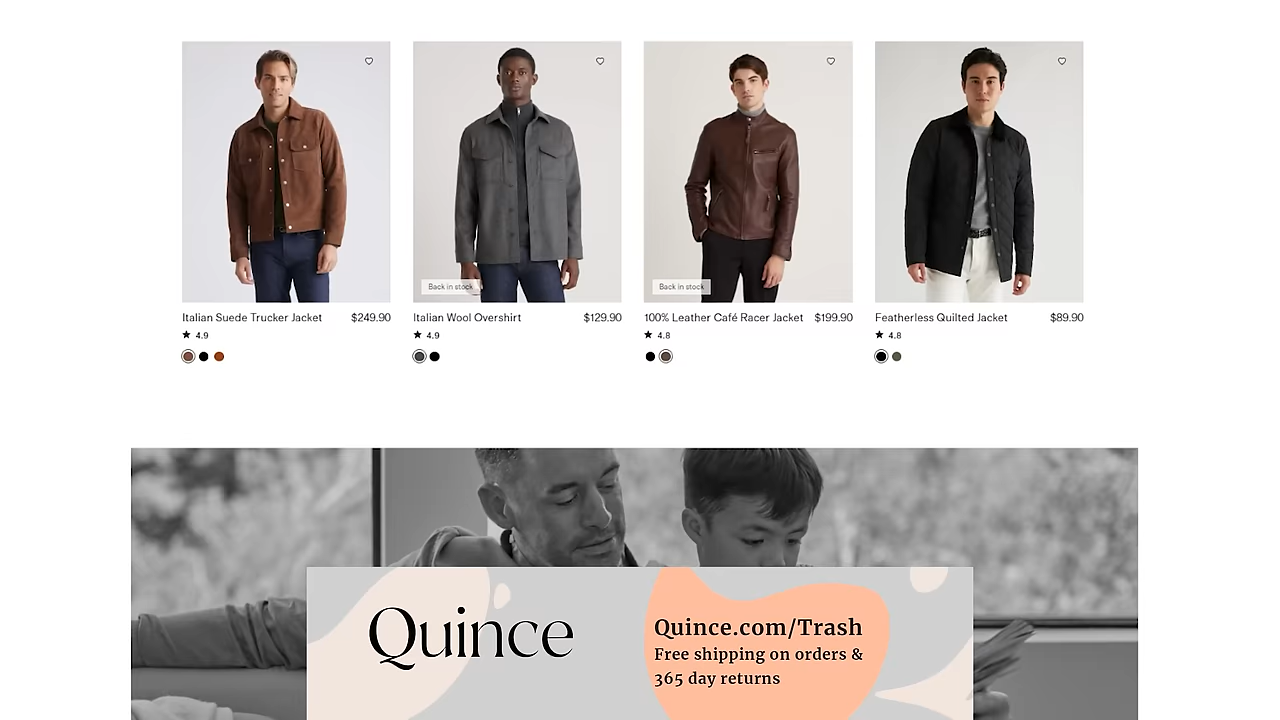 Back in stock
Back in stock
Italian Suede Trucker Jacket $249.90
Italian Wool Overshirt $129.90
100% Leather Café Racer Jacket $199.90
Featherless Quilted Jacket $89.90
4.9
4.9
4.8
4.8
Quince
Quince.com/Trash
Free shipping on orders &
365 day returns